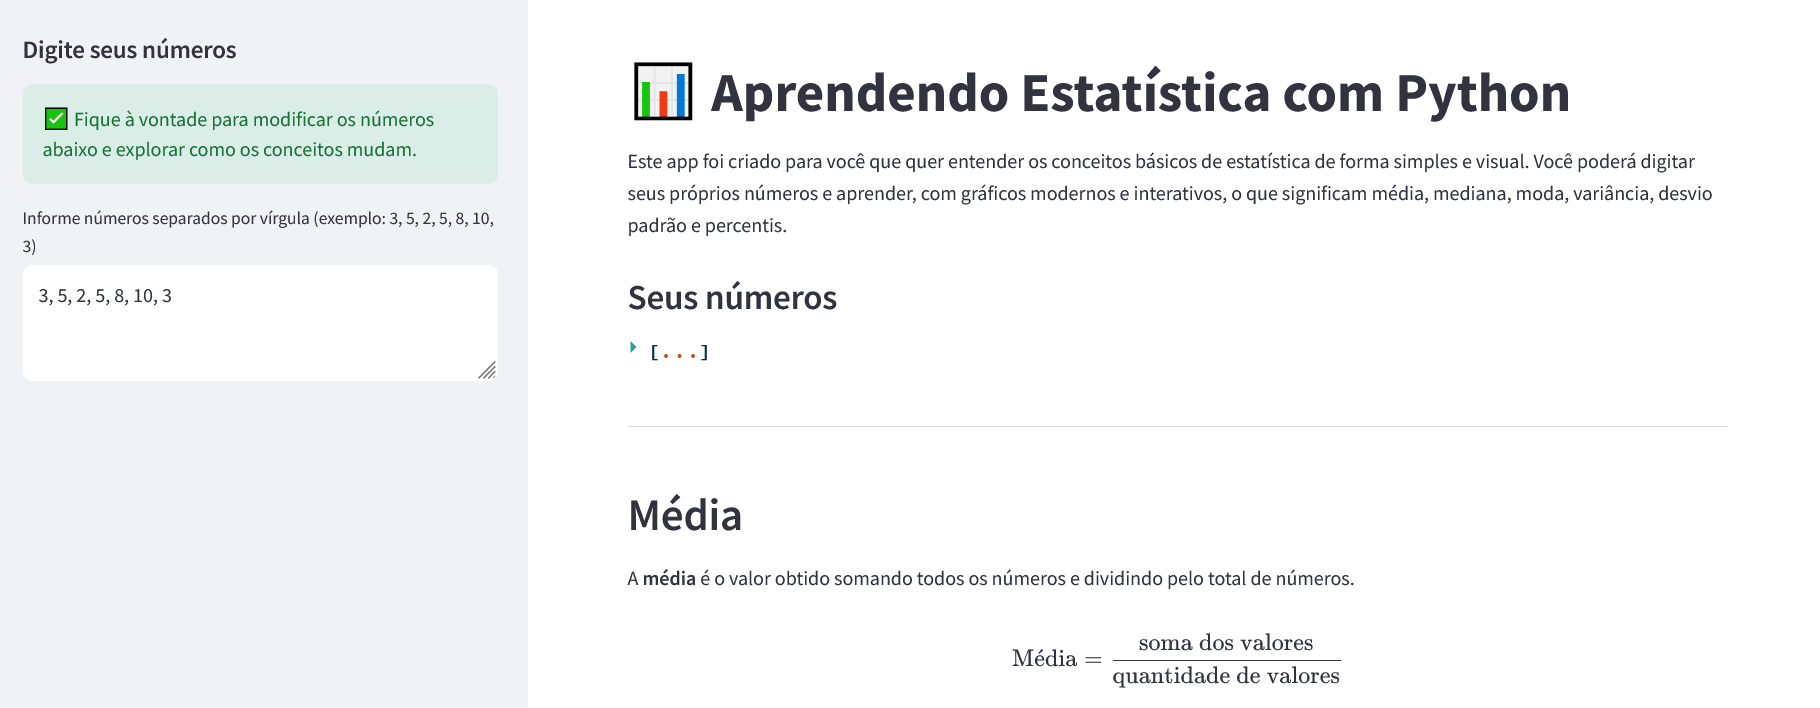 Digite seus números
✅ Fique à vontade para modificar os números
abaixo e explorar como os conceitos mudam.
Informe números separados por vírgula (exemplo: 3, 5, 2, 5, 8, 10,
3)
3, 5, 2, 5, 8, 10, 3
📊 Aprendendo Estatística com Python
Este app foi criado para você que quer entender os conceitos básicos de estatística de forma simples e visual. Você poderá digitar
seus próprios números e aprender, com gráficos modernos e interativos, o que significam média, mediana, moda, variância, desvio
padrão e percentis.
Seus números
[...]
Média
A média é o valor obtido somando todos os números e dividindo pelo total de números.
soma dos valores
Média =
quantidade de valores